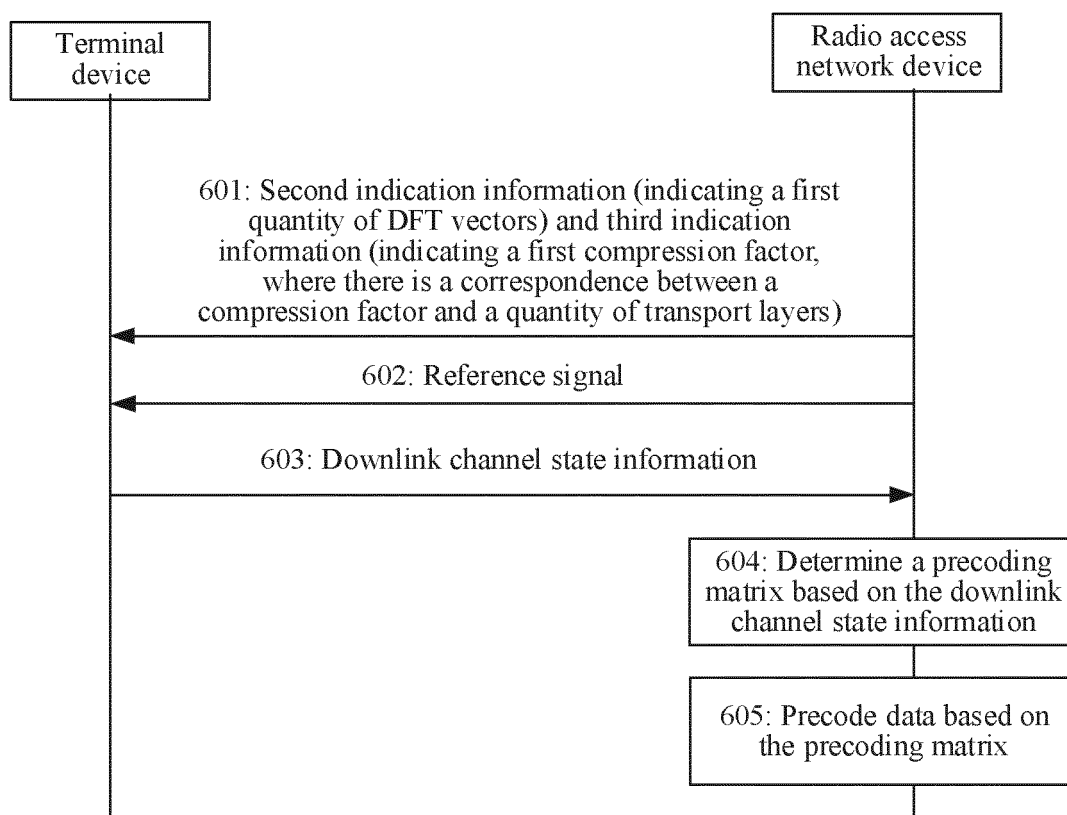 Terminal
device
Radio access
network device
601: Second indication information (indicating a first
quantity of DFT vectors) and third indication
information (indicating a first compression factor,
where there is a correspondence between a
compression factor and a quantity of transport layers)
602: Reference signal
603: Downlink channel state information
604: Determine a precoding
matrix based on the downlink
channel state information
605: Precode data based on
the precoding matrix